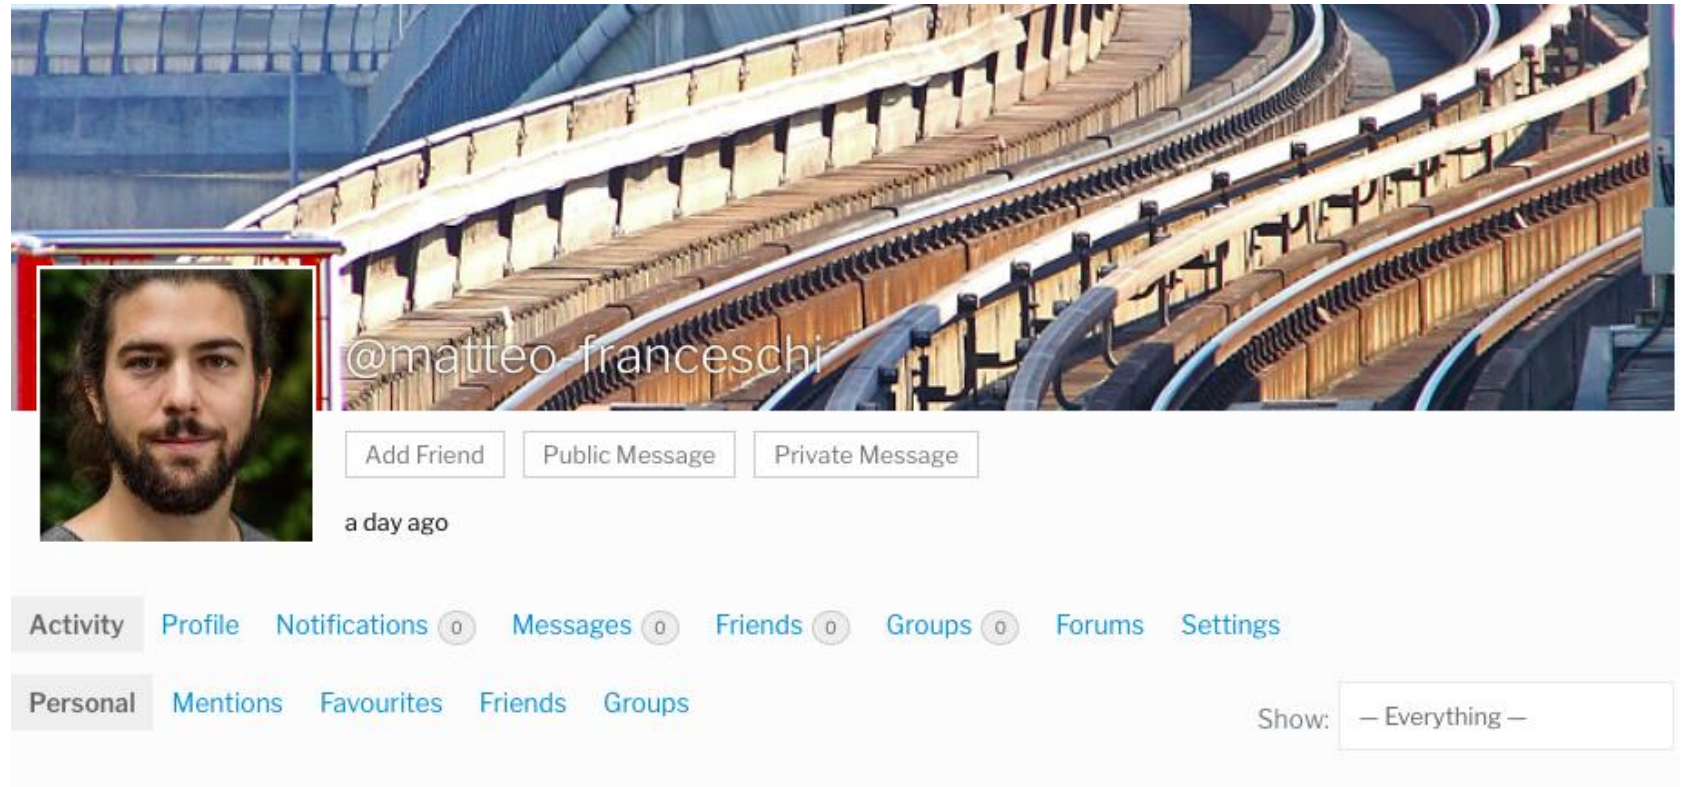 @matteo-franceschi
Add Friend Public Message Private Message
a day ago
Activity Profile Notifications 0 Messages 0 Friends 0 Groups 0 Forums Settings
Personal Mentions Favourites Friends Groups
Show: — Everything —